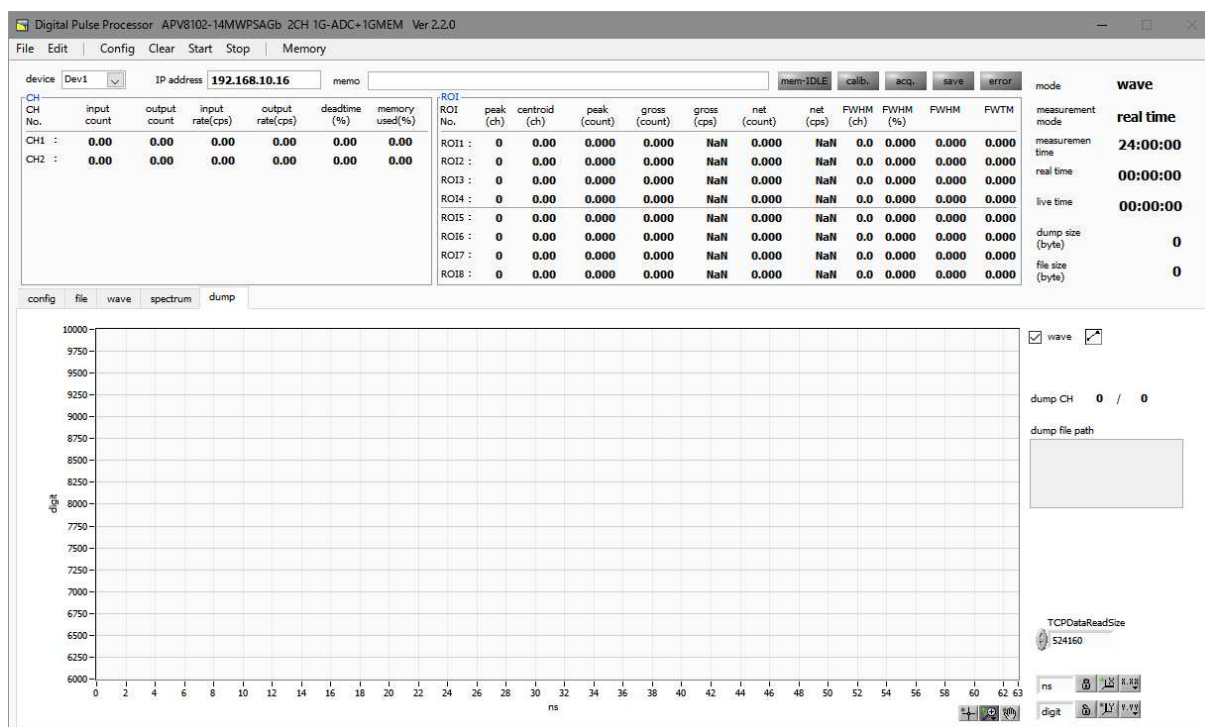 Digital Pulse Processor APV8102-14MWPSAGb 2CH 1G-ADC+1GMEM Ver 2.2.0
File Edit | Config Clear Start Stop | Memory
device Dev1 IP address 192.168.10.16 memo mem-IDLE calib. acq. save error
mode wave
CH
CH No. input count output count input rate(cps) output rate(cps) deadtime (%) memory used(%)
CH1 : 0.00 0.00 0.00 0.00 0.00 0.00
CH2 : 0.00 0.00 0.00 0.00 0.00 0.00
ROI
ROI No. peak (ch) centroid (ch) peak (count) gross (count) gross (cps) net (count) net (cps) FWHM (ch) FWHM (%) FWHM FWTM
ROI1 : 0 0.00 0.000 0.000 NaN 0.000 NaN 0.0 0.000 0.000 0.000
ROI2 : 0 0.00 0.000 0.000 NaN 0.000 NaN 0.0 0.000 0.000 0.000
ROI3 : 0 0.00 0.000 0.000 NaN 0.000 NaN 0.0 0.000 0.000 0.000
ROI4 : 0 0.00 0.000 0.000 NaN 0.000 NaN 0.0 0.000 0.000 0.000
ROI5 : 0 0.00 0.000 0.000 NaN 0.000 NaN 0.0 0.000 0.000 0.000
ROI6 : 0 0.00 0.000 0.000 NaN 0.000 NaN 0.0 0.000 0.000 0.000
ROI7 : 0 0.00 0.000 0.000 NaN 0.000 NaN 0.0 0.000 0.000 0.000
ROI8 : 0 0.00 0.000 0.000 NaN 0.000 NaN 0.0 0.000 0.000 0.000
measurement mode real time
measuremen time 24:00:00
real time 00:00:00
live time 00:00:00
dump size (byte) 0
file size (byte) 0
config file wave spectrum dump
10000
9750
9500
9250
9000
8750
8500
8250
8000
7750
7500
7250
7000
6750
6500
6250
6000
digit
0 2 4 6 8 10 12 14 16 18 20 22 24 26 28 30 32 34 36 38 40 42 44 46 48 50 52 54 56 58 60 62 63
ns
wave
dump CH 0 / 0
dump file path
TCPDataReadSize
524160
ns X X.XX
digit Y Y.YY